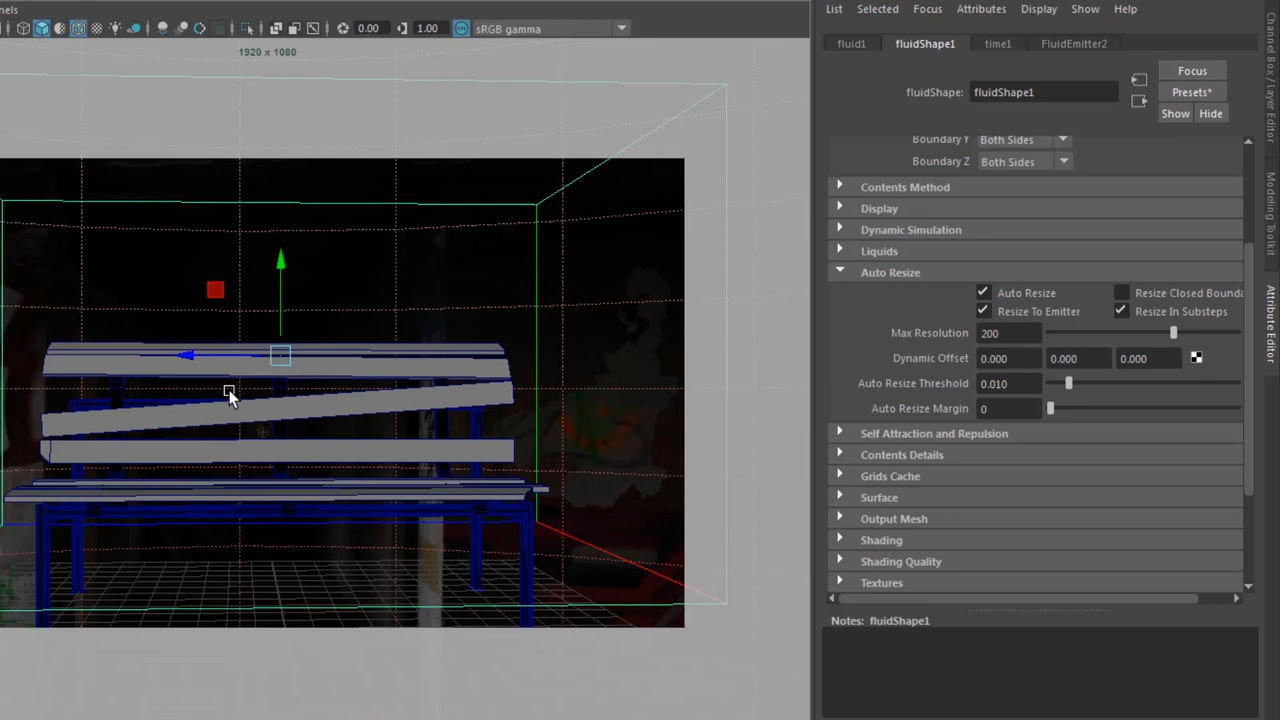 nels
List Selected Focus Attributes Display Show Help
0.00 1.00 sRGB gamma
fluid1 fluidShape1 time1 FluidEmitter2
1920 x 1080
Focus
fluidShape: fluidShape1 Presets*
Show Hide
Boundary Y Both Sides
Boundary Z Both Sides
Contents Method
Display
Dynamic Simulation
Liquids
Auto Resize
Auto Resize Resize Closed Bounda
Resize To Emitter Resize In Substeps
Max Resolution 200
Dynamic Offset 0.000 0.000 0.000
Auto Resize Threshold 0.010
Auto Resize Margin 0
Self Attraction and Repulsion
Contents Details
Grids Cache
Surface
Output Mesh
Shading
Shading Quality
Textures
Notes: fluidShape1
Channel Box / Layer Editor
Modeling Toolkit
Attribute Editor